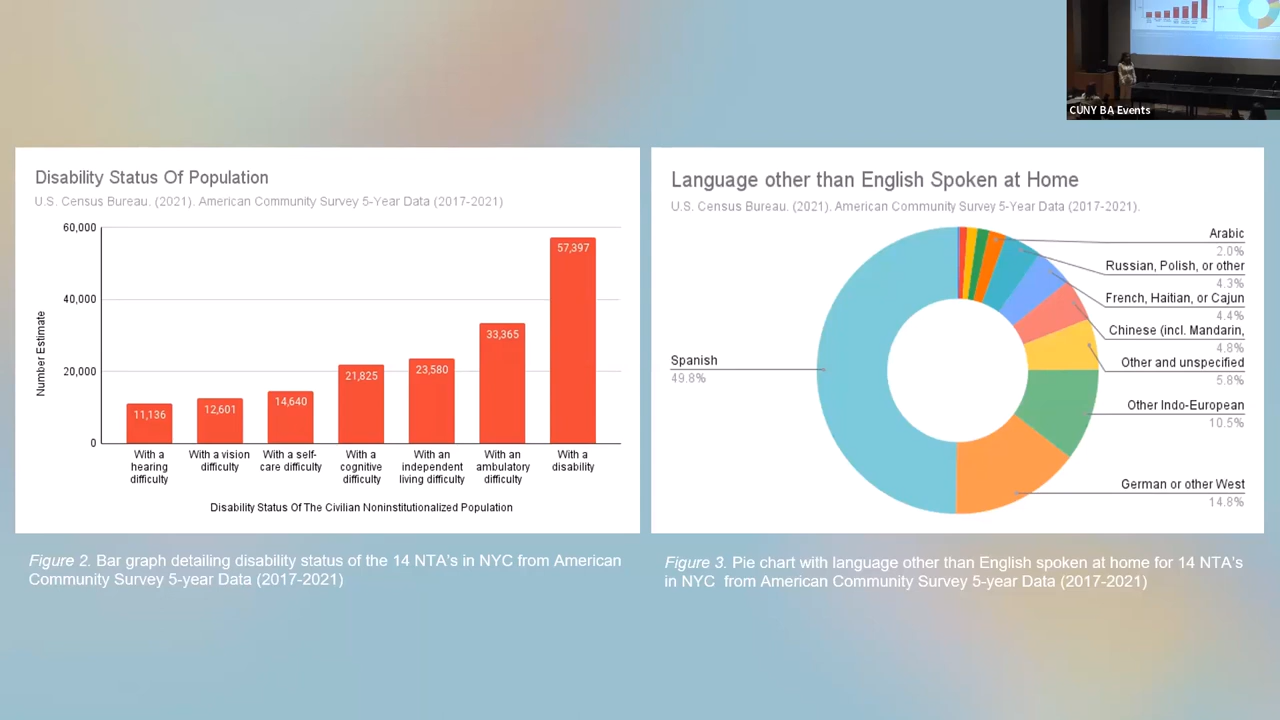 CUNY BA Events
Disability Status Of Population
U.S. Census Bureau. (2021). American Community Survey 5-Year Data (2017-2021)
60,000
40,000
20,000
0
Number Estimate
11,136
12,601
14,640
21,825
23,580
33,365
57,397
With a
hearing
difficulty
With a vision
difficulty
With a self-
care difficulty
With a
cognitive
difficulty
With an
independent
living difficulty
With an
ambulatory
difficulty
With a
disability
Disability Status Of The Civilian Noninstitutionalized Population
Figure 2. Bar graph detailing disability status of the 14 NTA's in NYC from American
Community Survey 5-year Data (2017-2021)
Language other than English Spoken at Home
U.S. Census Bureau. (2021). American Community Survey 5-Year Data (2017-2021).
Spanish
49.8%
Arabic
2.0%
Russian, Polish, or other
4.3%
French, Haitian, or Cajun
4.4%
Chinese (incl. Mandarin,
4.8%
Other and unspecified
5.8%
Other Indo-European
10.5%
German or other West
14.8%
Figure 3. Pie chart with language other than English spoken at home for 14 NTA's
in NYC from American Community Survey 5-year Data (2017-2021)